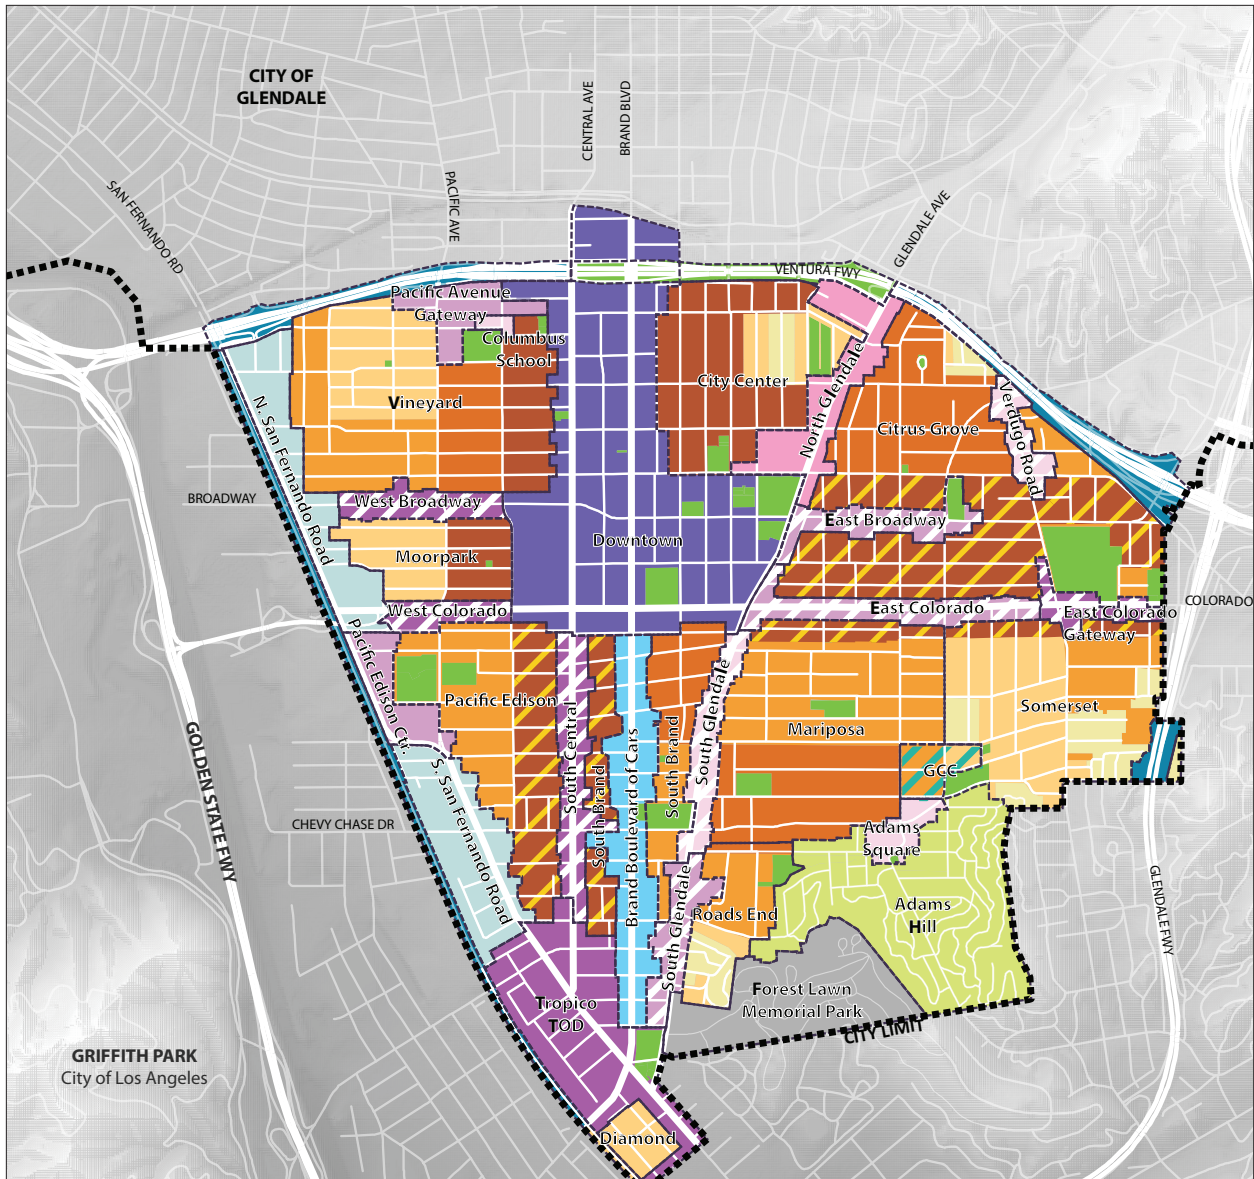 CITY OF
GLENDALE
CENTRAL AVE
BRAND BLVD
SAN FERNANDO RD
PACIFIC AVE
GLENDALE AVE
VENTURA FWY
Pacific Avenue
Gateway
Columbus
School
City Center
Vineyard
North Glendale
Citrus Grove
Verdugo Road
N. San Fernando Road
BROADWAY
West Broadway
East Broadway
Downtown
Moorpark
West Colorado
East Colorado
East Colorado
Gateway
COLORADO
Pacific Edison Ctr.
Pacific Edison
South Central
South Brand
Brand Boulevard of Cars
South Brand
South Glendale
Mariposa
Somerset
GCC
GOLDEN STATE FWY
S. San Fernando Road
CHEVY CHASE DR
Adams
Square
South Glendale
Roads End
Adams
Hill
GLENDALE FWY
Forest Lawn
Memorial Park
Tropico
TOD
CITY LIMIT
GRIFFITH PARK
City of Los Angeles
Diamond